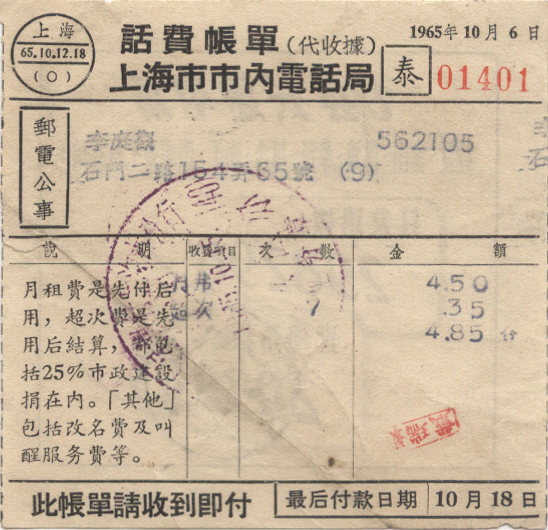 上海
65.10.12.18
(0)
話費帳單(代收據)
上海市市內電話局
1965年10月6日
泰 01401
郵電公事
李庭
562105
石門二路154弄65號 (9)
說 明 收費項目 次 數 金 額
月租費是先付后
用，超次費是先
用后結算，都包
括25%市政建設
捐在内。「其他」
包括改名費及叫
醒服务費等。
月 4.50
超次 7 .35
4.85
此帳單請收到即付
最后付款日期 10月18日